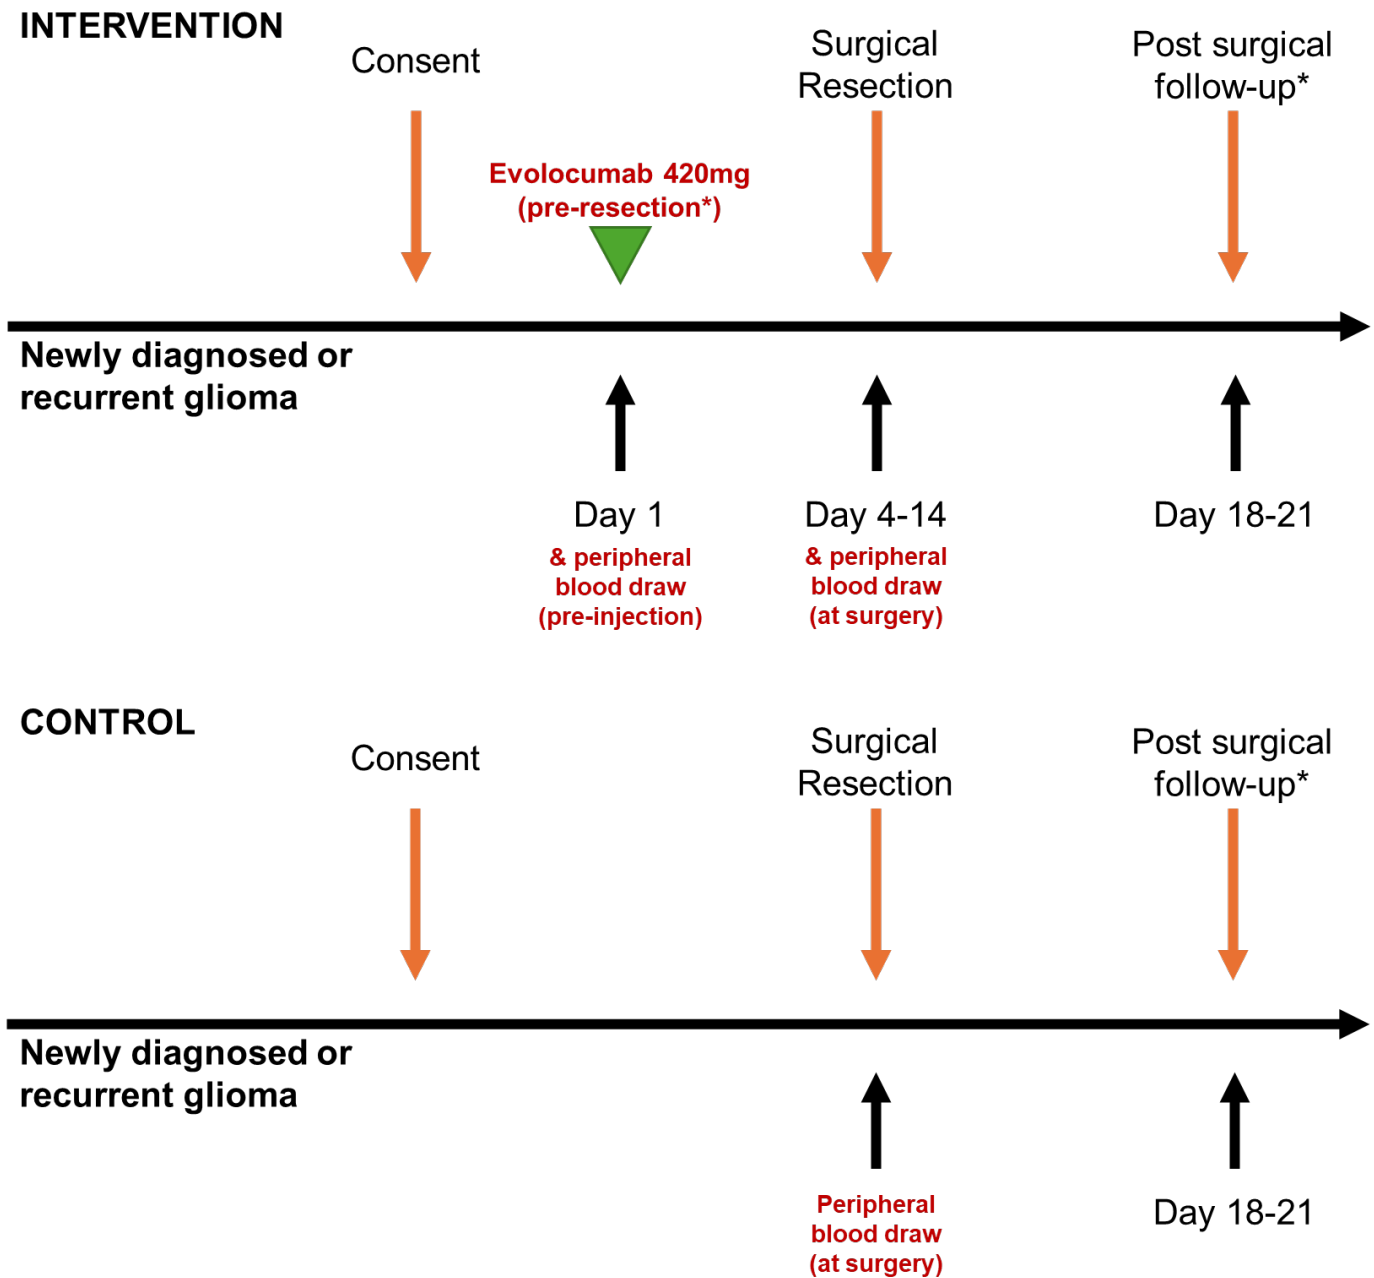 INTERVENTION
Consent
Surgical
Resection
Post surgical
follow-up*
Evolocumab 420mg
(pre-resection*)
Newly diagnosed or
recurrent glioma
Day 1
& peripheral
blood draw
(pre-injection)
Day 4-14
& peripheral
blood draw
(at surgery)
Day 18-21
CONTROL
Consent
Surgical
Resection
Post surgical
follow-up*
Newly diagnosed or
recurrent glioma
Peripheral
blood draw
(at surgery)
Day 18-21